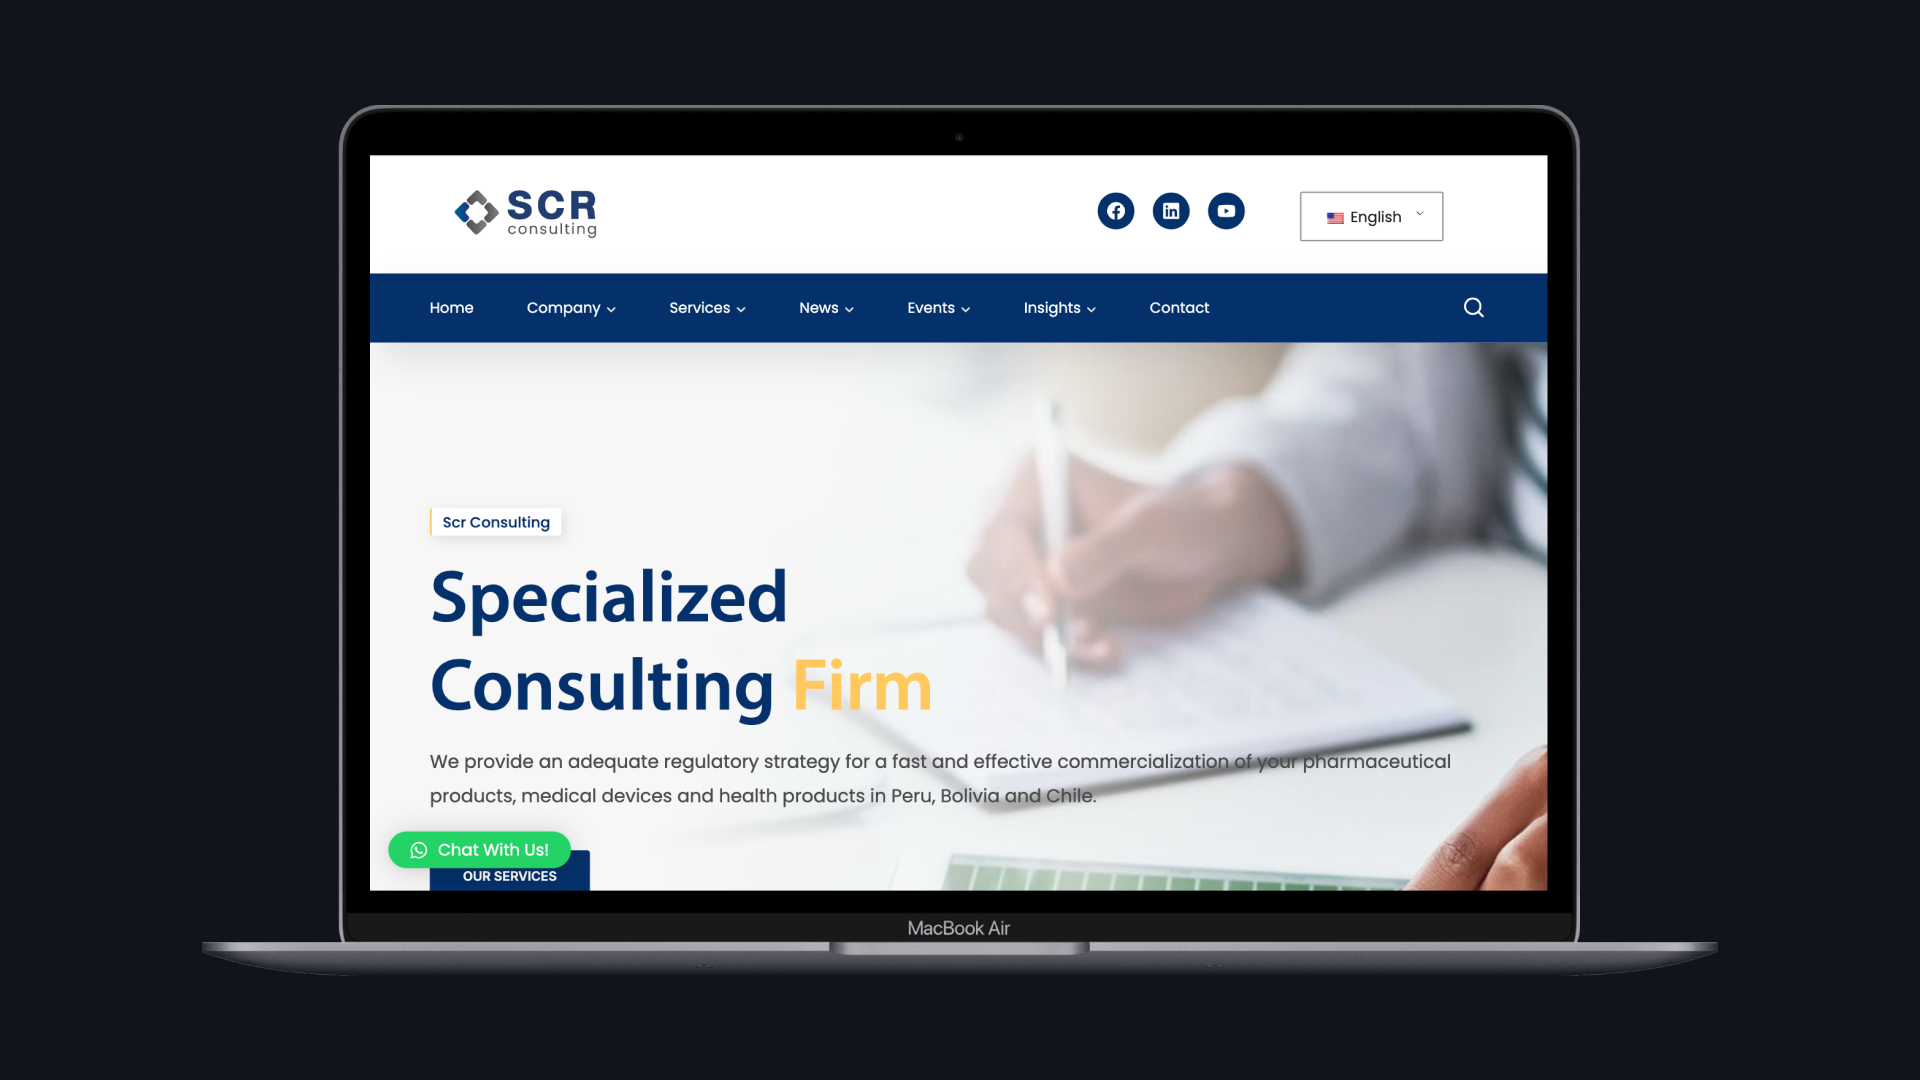 SCR
consulting
English
Home Company Services News Events Insights Contact
Scr Consulting
Specialized
Consulting Firm
We provide an adequate regulatory strategy for a fast and effective commercialization of your pharmaceutical
products, medical devices and health products in Peru, Bolivia and Chile.
Chat With Us!
OUR SERVICES
MacBook Air